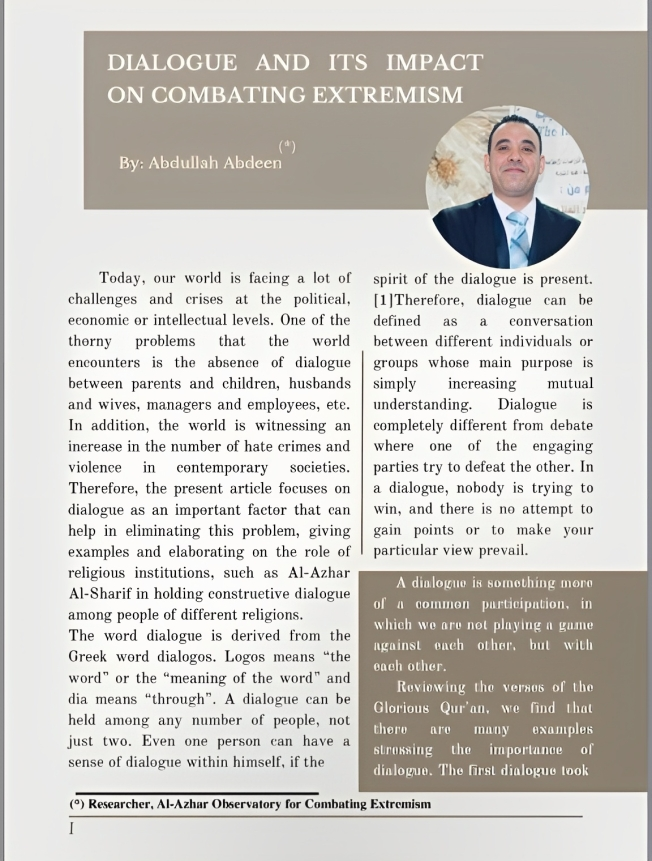 DIALOGUE AND ITS IMPACT
ON COMBATING EXTREMISM
(*)
By: Abdullah Abdeen
Today, our world is facing a lot of
challenges and crises at the political,
economic or intellectual levels. One of the
thorny problems that the world
encounters is the absence of dialogue
between parents and children, husbands
and wives, managers and employees, etc.
In addition, the world is witnessing an
increase in the number of hate crimes and
violence in contemporary societies.
Therefore, the present article focuses on
dialogue as an important factor that can
help in eliminating this problem, giving
examples and elaborating on the role of
religious institutions, such as Al-Azhar
Al-Sharif in holding constructive dialogue
among people of different religions.
The word dialogue is derived from the
Greek word dialogos. Logos means “the
word” or the “meaning of the word” and
dia means “through”. A dialogue can be
held among any number of people, not
just two. Even one person can have a
sense of dialogue within himself, if the
spirit of the dialogue is present.
[1]Therefore, dialogue can be
defined as a conversation
between different individuals or
groups whose main purpose is
simply increasing mutual
understanding. Dialogue is
completely different from debate
where one of the engaging
parties try to defeat the other. In
a dialogue, nobody is trying to
win, and there is no attempt to
gain points or to make your
particular view prevail.
A dialogue is something more
of a common participation, in
which we are not playing a game
against each other, but with
each other.
Reviewing the verses of the
Glorious Qur'an, we find that
there are many examples
stressing the importance of
dialogue. The first dialogue took
(*) Researcher, Al-Azhar Observatory for Combating Extremism
1